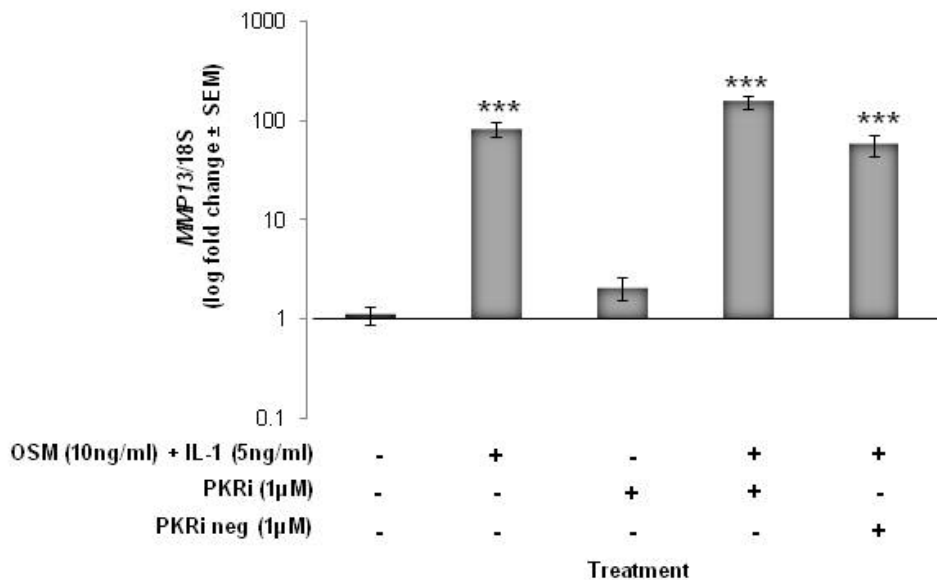 1000
100
10
1
0.1
MMP13/18S
(log fold change ± SEM)
***
***
***
OSM (10ng/ml) + IL-1 (5ng/ml) - + - + +
PKRi (1µM) - - + + -
PKRi neg (1µM) - - - - +
Treatment